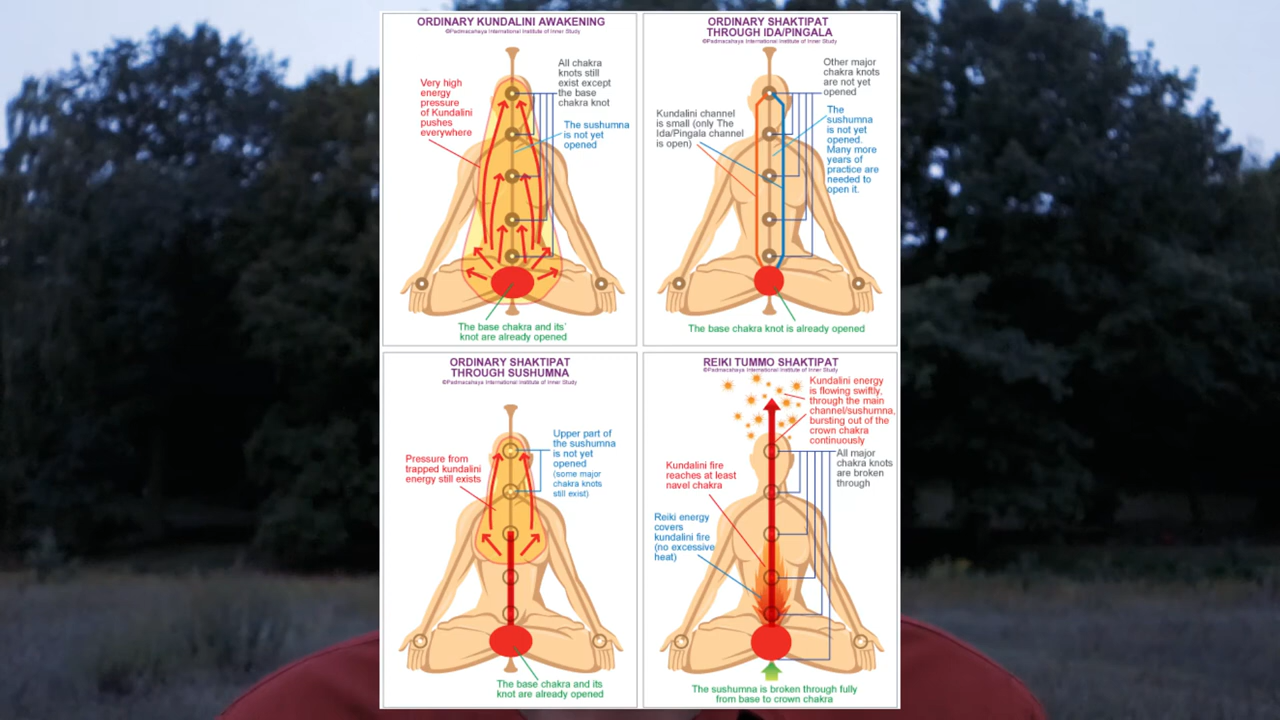 ORDINARY KUNDALINI AWAKENING
©Padmacahaya International Institute of Inner Study
Very high
energy
pressure
of Kundalini
pushes
everywhere
All chakra
knots still
exist except
the base
chakra knot
The sushumna
is not yet
opened
The base chakra and its'
knot are already opened
ORDINARY SHAKTIPAT
THROUGH IDA/PINGALA
©Padmacahaya International Institute of Inner Study
Kundalini channel
is small (only The
Ida/Pingala channel
is open)
Other major
chakra knots
are not yet
opened
The
sushumna
is not yet
opened.
Many more
years of
practice are
needed to
open it.
The base chakra knot is already opened
ORDINARY SHAKTIPAT
THROUGH SUSHUMNA
©Padmacahaya International Institute of Inner Study
Pressure from
trapped kundalini
energy still exists
Upper part of
the sushumna
is not yet
opened
(some major
chakra knots
still exist)
The base chakra and its
knot are already opened
REIKI TUMMO SHAKTIPAT
©Padmacahaya International Institute of Inner Study
Kundalini energy
is flowing swiftly,
through the main
channel/sushumna,
bursting out of the
crown chakra
continuously
All major
chakra knots
are broken
through
Kundalini fire
reaches at least
navel chakra
Reiki energy
covers
kundalini fire
(no excessive
heat)
The sushumna is broken through fully
from base to crown chakra